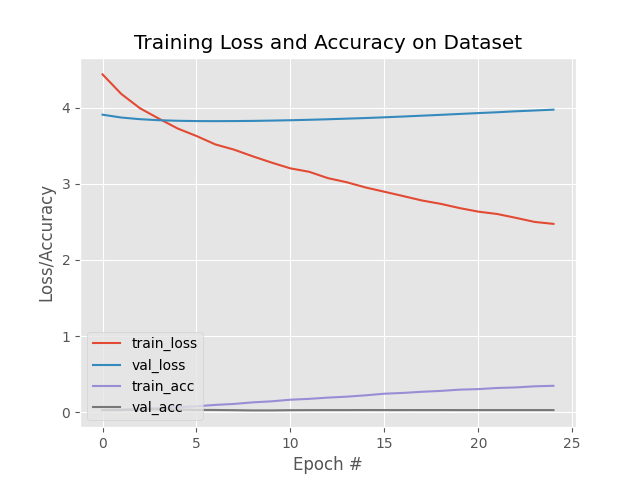 Training Loss and Accuracy on Dataset
Loss/Accuracy
4
3
2
1
0
train_loss
val_loss
train_acc
val_acc
0 5 10 15 20 25
Epoch #